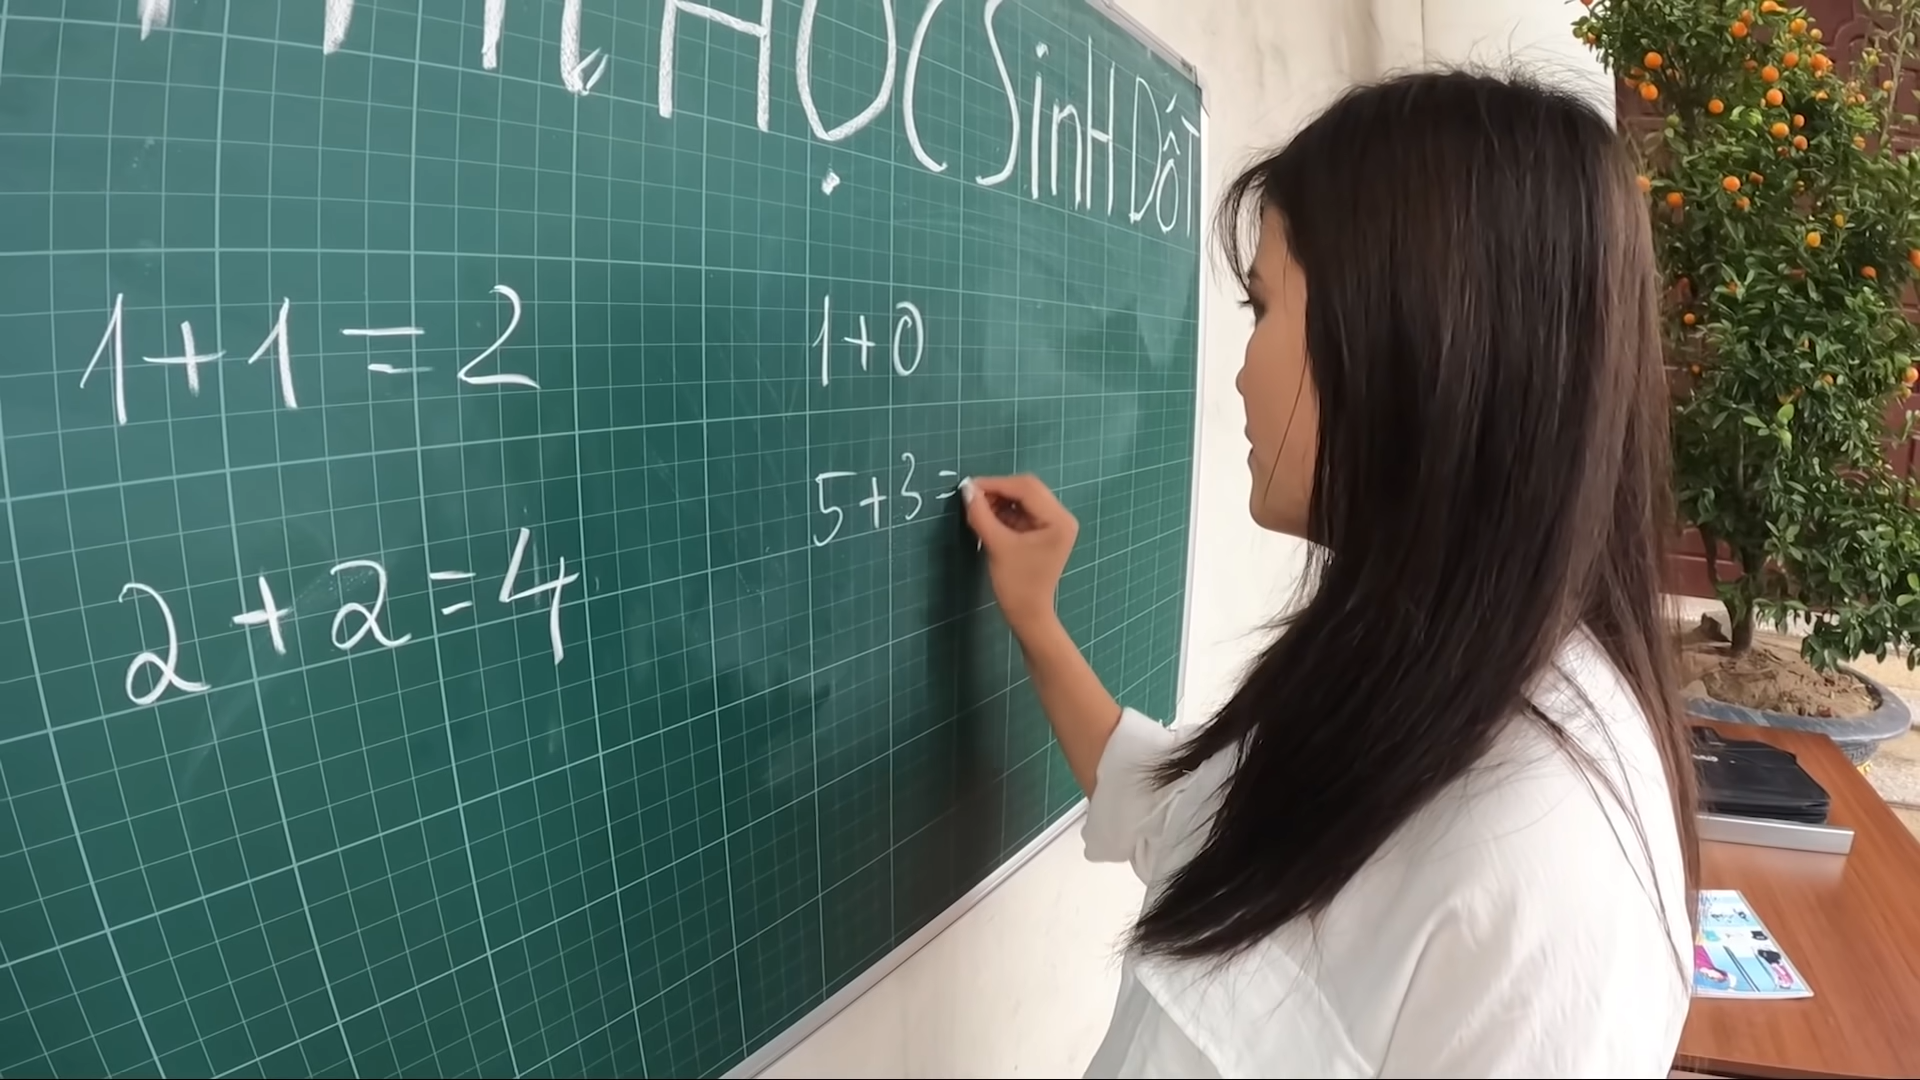 HỌC SinH DốT
1+1=2
1+0
2+2=4
5+3=